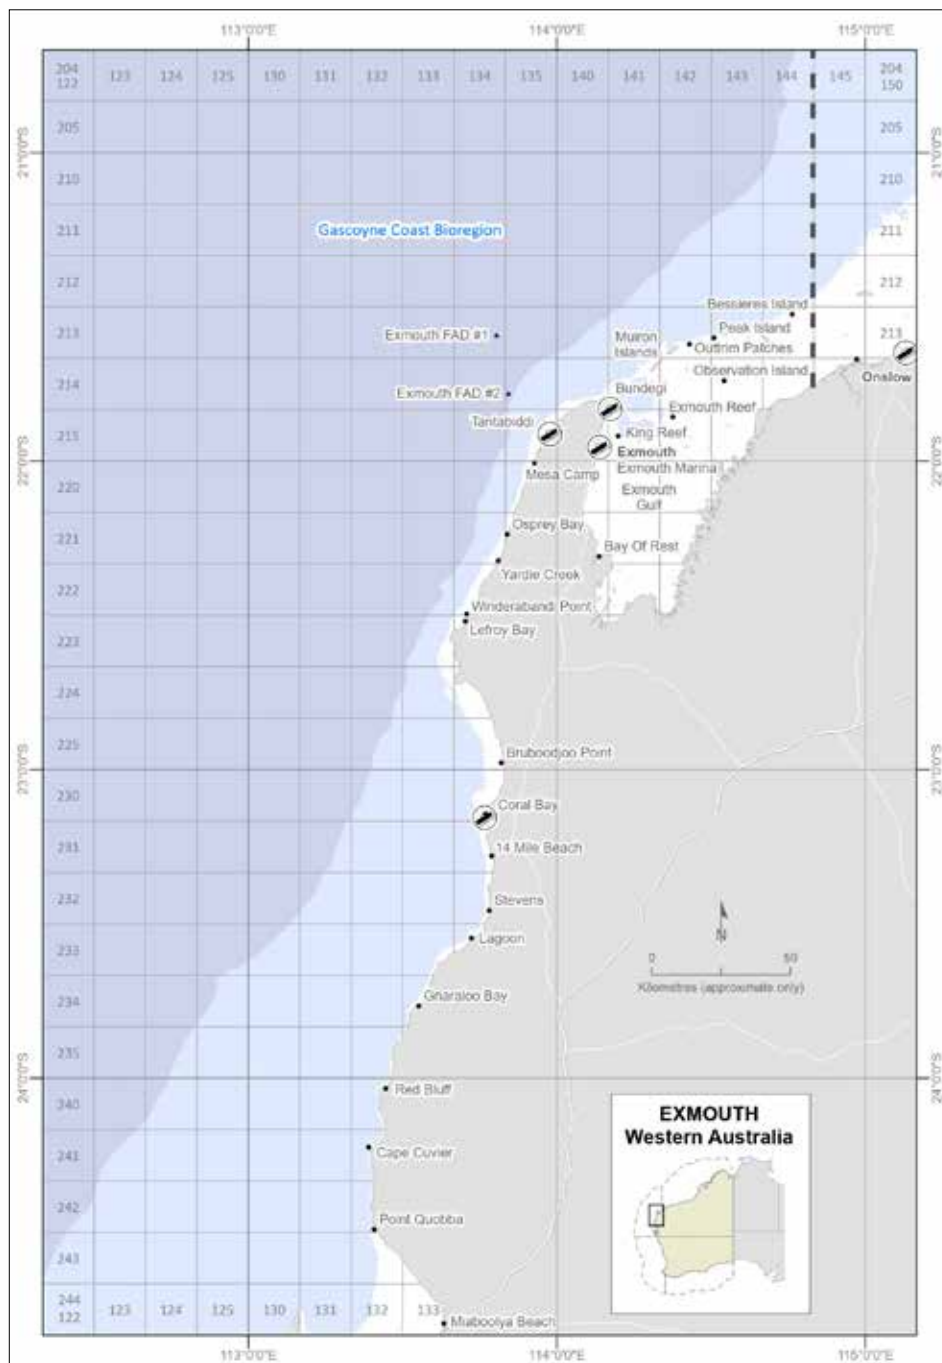 113°0'0"E 114°0'0"E 115°0'0"E
204 204
122 123 124 125 130 131 132 133 134 135 140 141 142 143 144 145 150
205 205
21°0'0"S 21°0'0"S
210 210
211 Gascoyne Coast Bioregion 211
212 212
Bessieres Island
213 Exmouth FAD #1 Muiron Peak Island 213
Islands Outtrim Patches
214 Observation Island Onslow
Exmouth FAD #2 Bundegi
Tantabiddi Exmouth Reef
215 King Reef
Exmouth
22°0'0"S 22°0'0"S
Mesa Camp Exmouth Marina
220 Exmouth
Gulf
221 Osprey Bay
Bay Of Rest
Yardie Creek
222
Winderabandi Point
223 Lefroy Bay
224
225 Bruboodjoo Point
23°0'0"S 23°0'0"S
230 Coral Bay
231 14 Mile Beach
232 Stevens
233 Lagoon
N
0 50
Kilometres (approximate only)
234 Gnaraloo Bay
235
24°0'0"S 24°0'0"S
240 Red Bluff
241 Cape Cuvier
242 Point Quobba
243
EXMOUTH
Western Australia
244
122 123 124 125 130 131 132 133
Miaboolya Beach
113°0'0"E 114°0'0"E 115°0'0"E